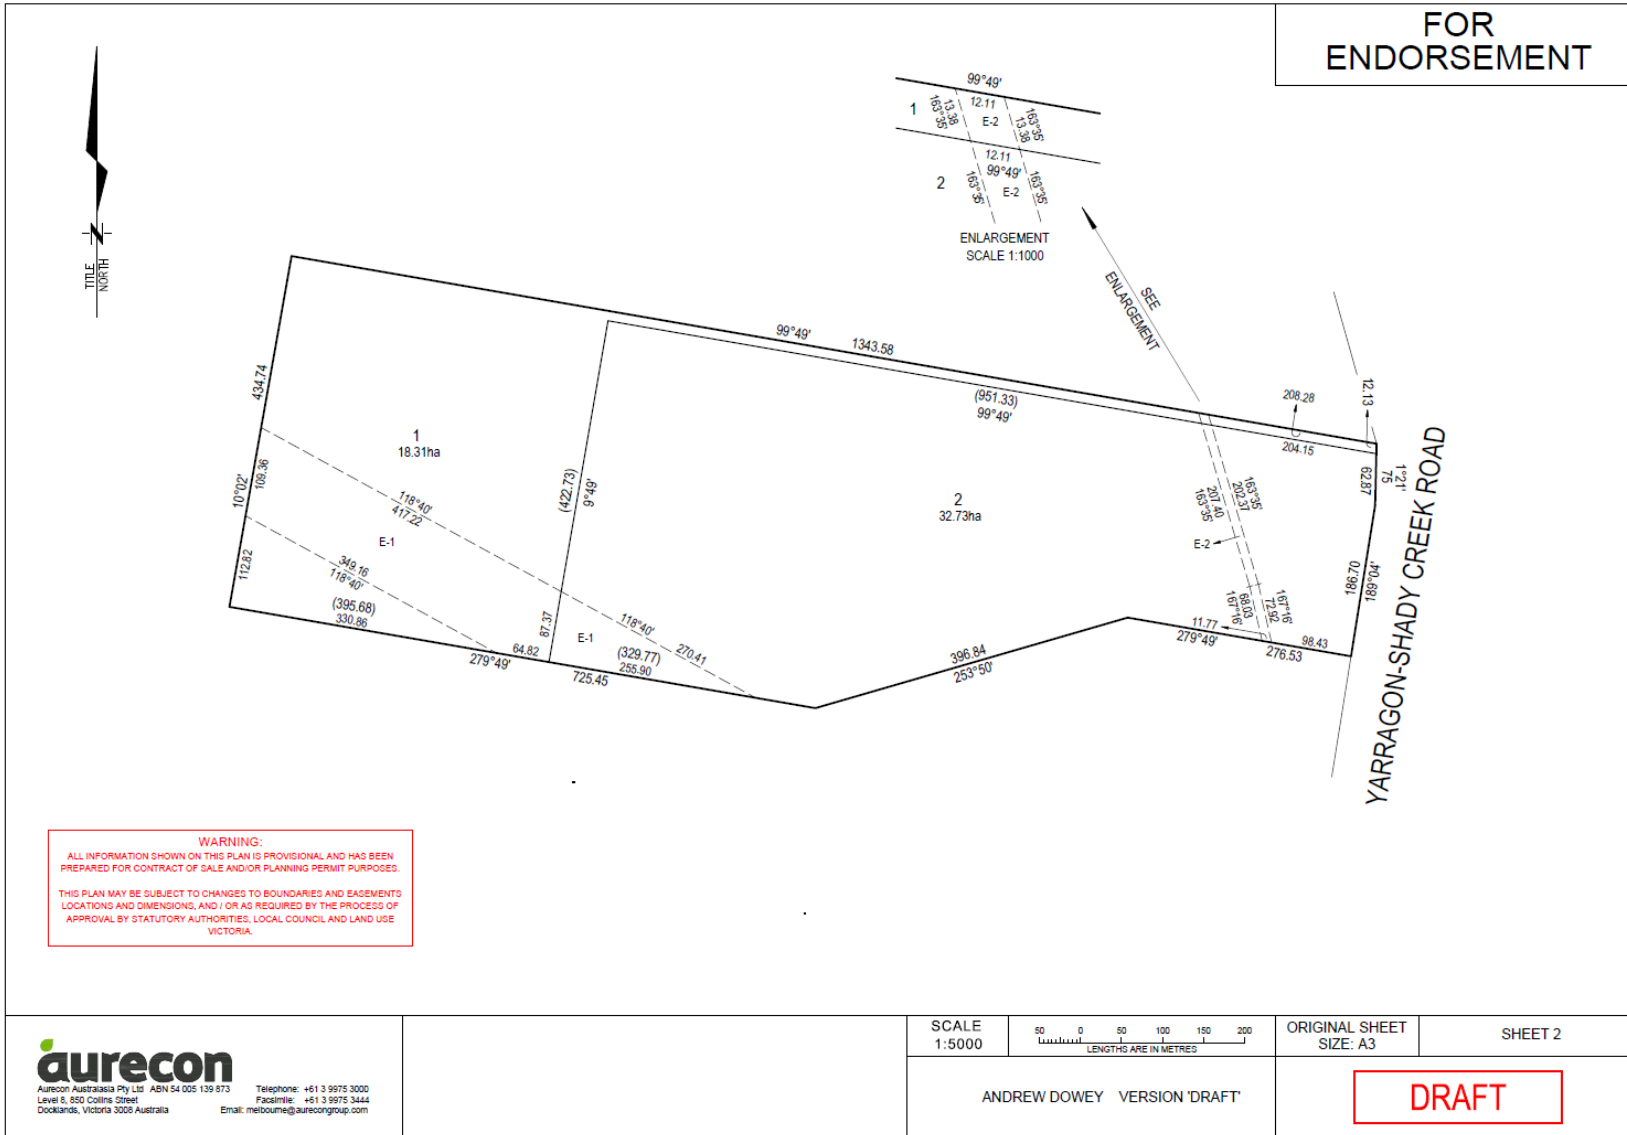 FOR
ENDORSEMENT
99°49'
1
13.38
163°35'
12.11
E-2
163°35'
13.38
12.11
99°49'
2
163°35'
E-2
163°35'
ENLARGEMENT
SCALE 1:1000
TITLE
NORTH
SEE
ENLARGEMENT
99°49'
1343.58
(951.33)
99°49'
208.28
204.15
12.13
434.74
1
18.31ha
109.36
10°02'
112.82
118°40'
417.22
E-1
349.16
118°40'
(395.68)
330.86
(422.73)
9°49'
2
32.73ha
62.87
1°21'
75
163°35'
202.37
207.40
163°35'
E-2
186.70
189°04'
YARRAGON-SHADY CREEK ROAD
167°16'
72.92
68.03
167°16'
11.77
279°49'
98.43
276.53
87.37
E-1
118°40'
270.41
(329.77)
255.90
64.82
279°49'
725.45
396.84
253°50'
WARNING:
ALL INFORMATION SHOWN ON THIS PLAN IS PROVISIONAL AND HAS BEEN
PREPARED FOR CONTRACT OF SALE AND/OR PLANNING PERMIT PURPOSES.
THIS PLAN MAY BE SUBJECT TO CHANGES TO BOUNDARIES AND EASEMENTS
LOCATIONS AND DIMENSIONS, AND / OR AS REQUIRED BY THE PROCESS OF
APPROVAL BY STATUTORY AUTHORITIES, LOCAL COUNCIL AND LAND USE
VICTORIA.
aurecon
Aurecon Australasia Pty Ltd ABN 54 005 139 873
Level 8, 850 Collins Street
Docklands, Victoria 3008 Australia
Telephone: +61 3 9975 3000
Facsimile: +61 3 9975 3444
Email: melbourne@aurecongroup.com
SCALE
1:5000
50 0 50 100 150 200
LENGTHS ARE IN METRES
ORIGINAL SHEET
SIZE: A3
SHEET 2
ANDREW DOWEY VERSION 'DRAFT'
DRAFT